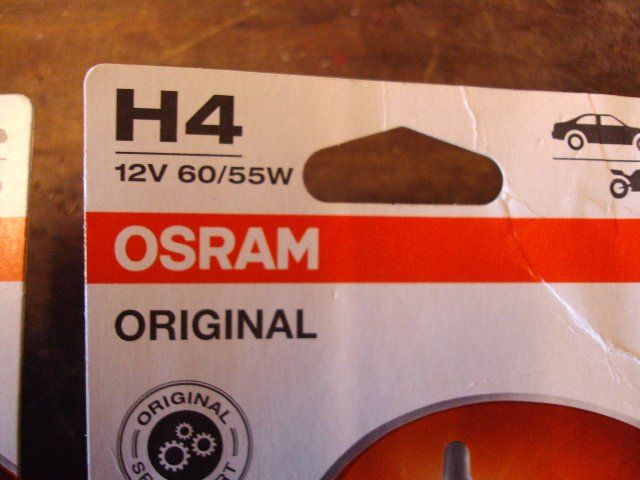 H4
12V 60/55W
OSRAM
ORIGINAL
ORIGINAL